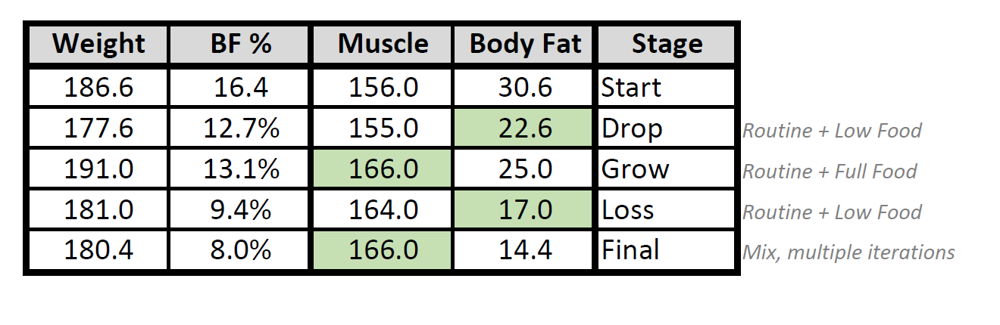 Weight BF % Muscle Body Fat Stage
186.6 16.4 156.0 30.6 Start
177.6 12.7% 155.0 22.6 Drop Routine + Low Food
191.0 13.1% 166.0 25.0 Grow Routine + Full Food
181.0 9.4% 164.0 17.0 Loss Routine + Low Food
180.4 8.0% 166.0 14.4 Final Mix, multiple iterations